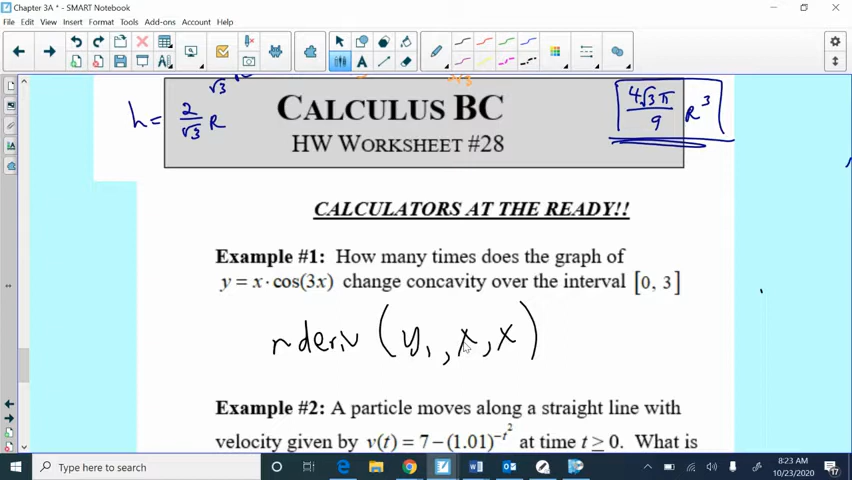 Chapter 3A * - SMART Notebook
File Edit View Insert Format Tools Add-ons Account Help
h = 2/√3 R
√3
√3
4√3π/9 R³
CALCULUS BC
HW WORKSHEET #28
CALCULATORS AT THE READY!!
Example #1: How many times does the graph of
y = x · cos(3x) change concavity over the interval [0, 3]
nderiv (y₁, x, x)
Example #2: A particle moves along a straight line with
velocity given by v(t) = 7 − (1.01)^−t² at time t ≥ 0. What is
Type here to search
8:23 AM
10/23/2020
17